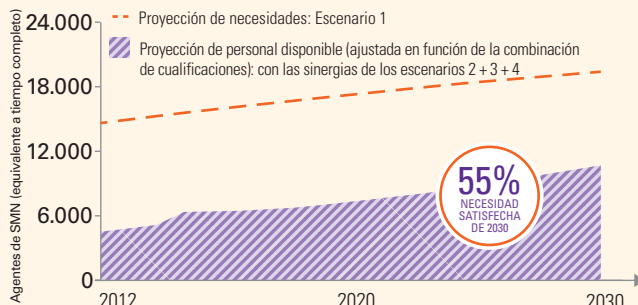 Agentes de SMN (equivalente a tiempo completo)
24.000
18.000
12.000
6.000
0
Proyección de necesidades: Escenario 1
Proyección de personal disponible (ajustada en función de la combinación
de cualificaciones): con las sinergias de los escenarios 2 + 3 + 4
55%
NECESIDAD
SATISFECHA
DE 2030
2012
2020
2030